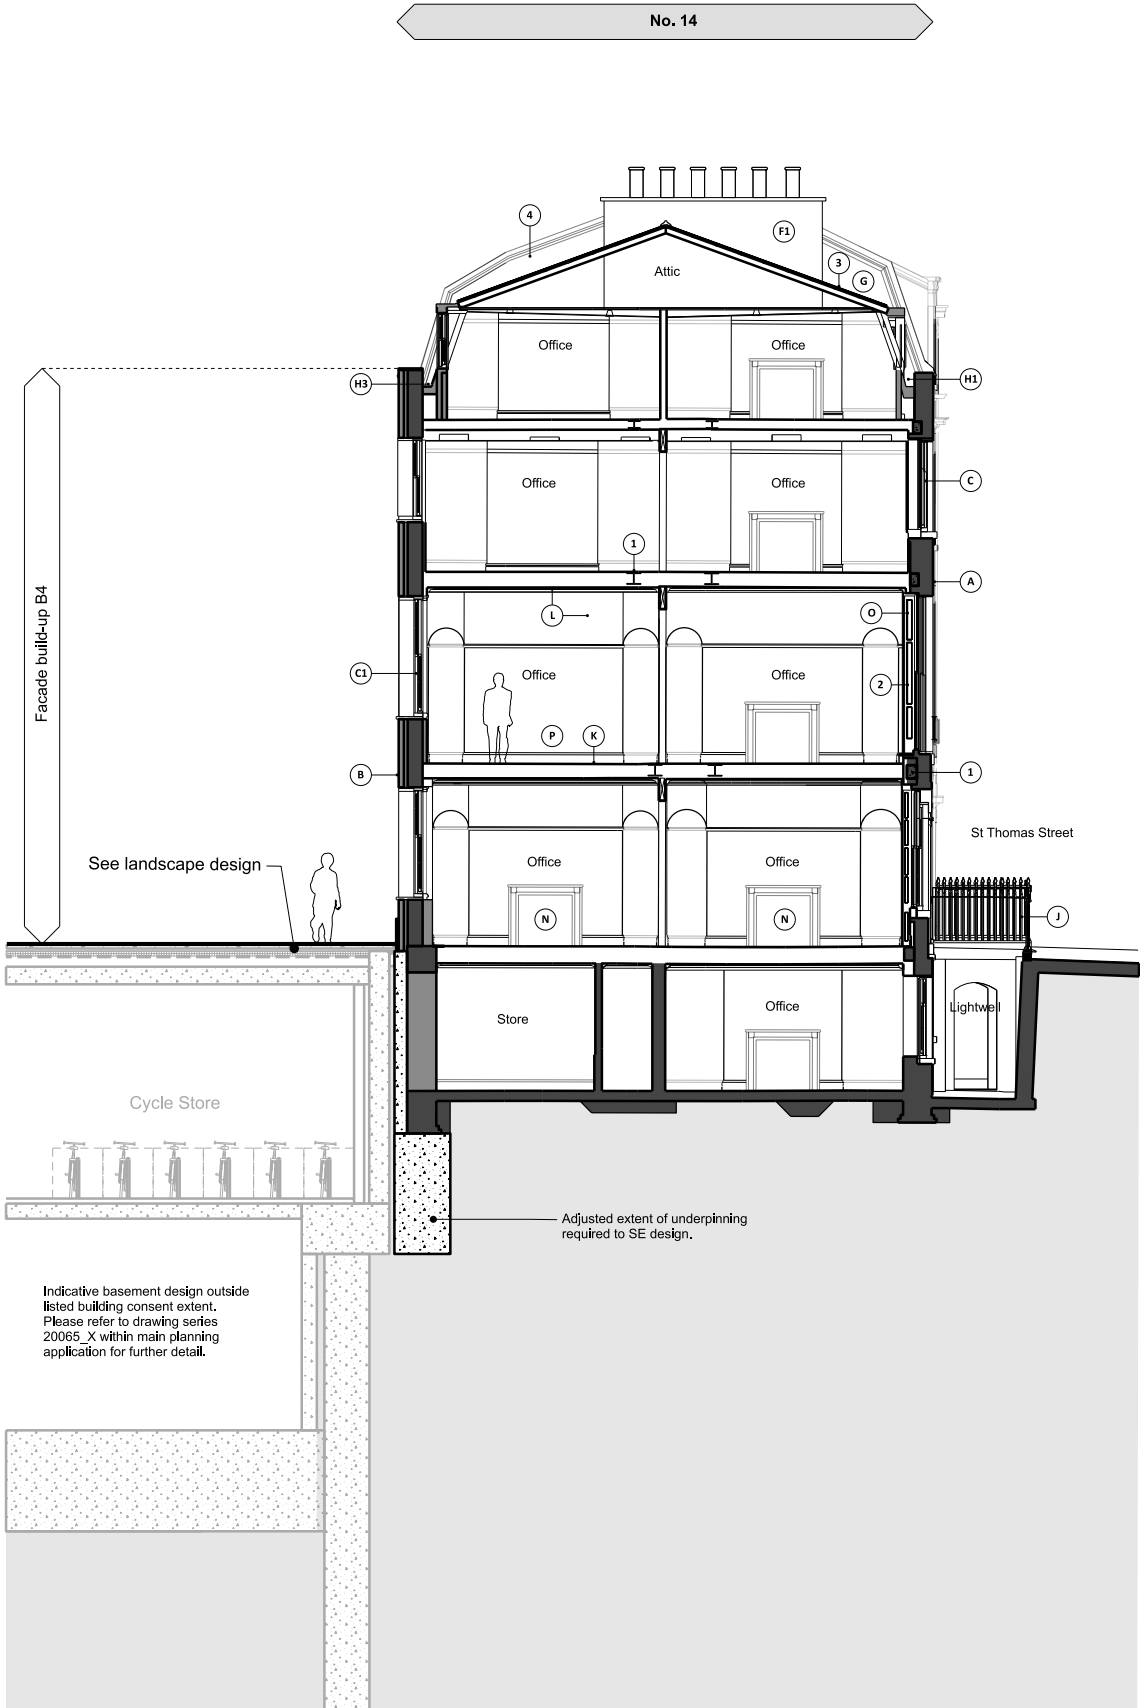 No. 14
4
F1
3
G
Attic
Office
Office
H3
H1
Office
Office
C
1
A
L
O
C1
Office
Office
2
P
K
B
1
Facade build-up B4
St Thomas Street
See landscape design
Office
Office
N
N
J
Store
Office
Lightwell
Cycle Store
Adjusted extent of underpinning
required to SE design.
Indicative basement design outside
listed building consent extent.
Please refer to drawing series
20065_X within main planning
application for further detail.